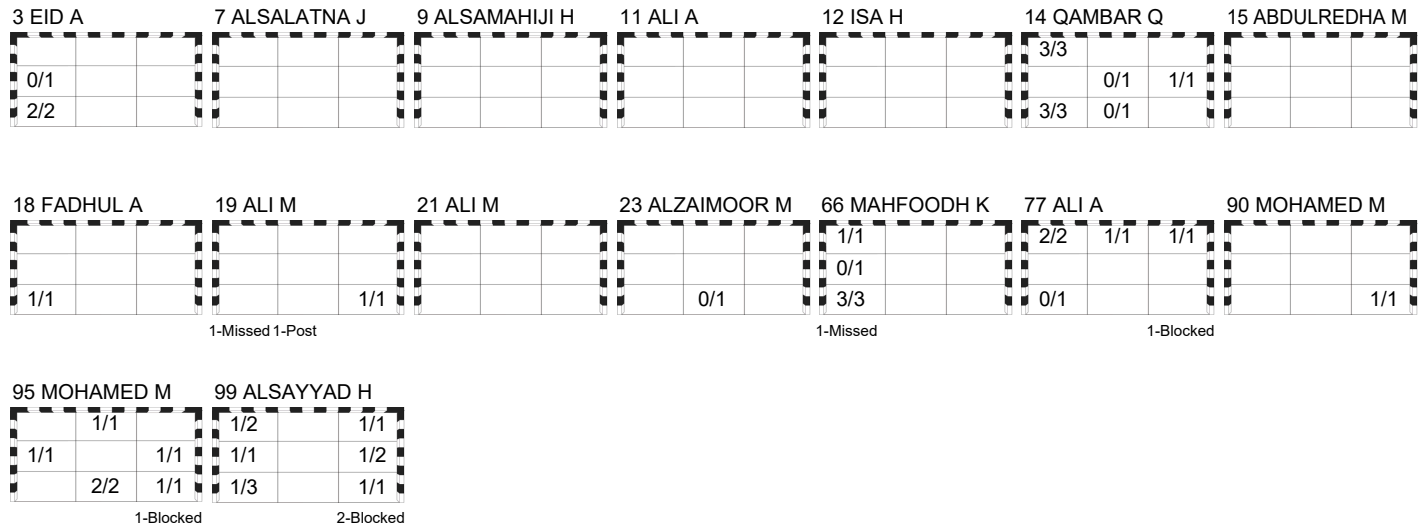 3 EID A 7 ALSALATNA J 9 ALSAMAHIJI H 11 ALI A 12 ISA H 14 QAMBAR Q 15 ABDULREDHA M
3/3
0/1 0/1 1/1
2/2 3/3 0/1
18 FADHUL A 19 ALI M 21 ALI M 23 ALZAIMOOR M 66 MAHFOODH K 77 ALI A 90 MOHAMED M
1/1 2/2 1/1 1/1
0/1
1/1 1/1 0/1 3/3 0/1 1/1
1-Missed 1-Post 1-Missed 1-Blocked
95 MOHAMED M 99 ALSAYYAD H
1/1 1/2 1/1
1/1 1/1 1/1 1/2
2/2 1/1 1/3 1/1
1-Blocked 2-Blocked